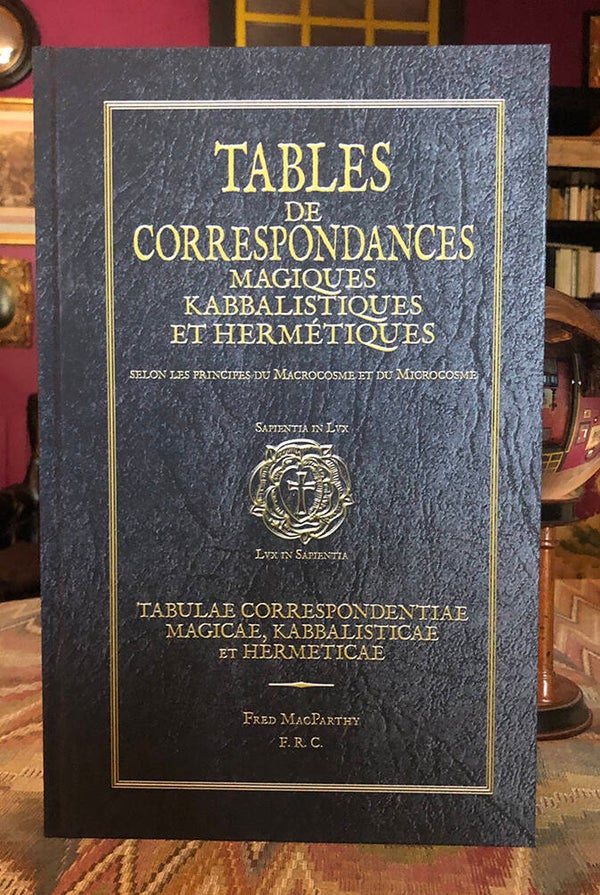 TABLES
DE
CORRESPONDANCES
MAGIQUES
KABBALISTIQUES
ET HERMÉTIQUES
SELON LES PRINCIPES DU MACROCOSME ET DU MICROCOSME
SAPIENTIA IN LVX
LVX IN SAPIENTIA
TABULAE CORRESPONDENTIAE
MAGICAE, KABBALISTICAE
ET HERMETICAE
FRED MACPARTHY
F. R. C.